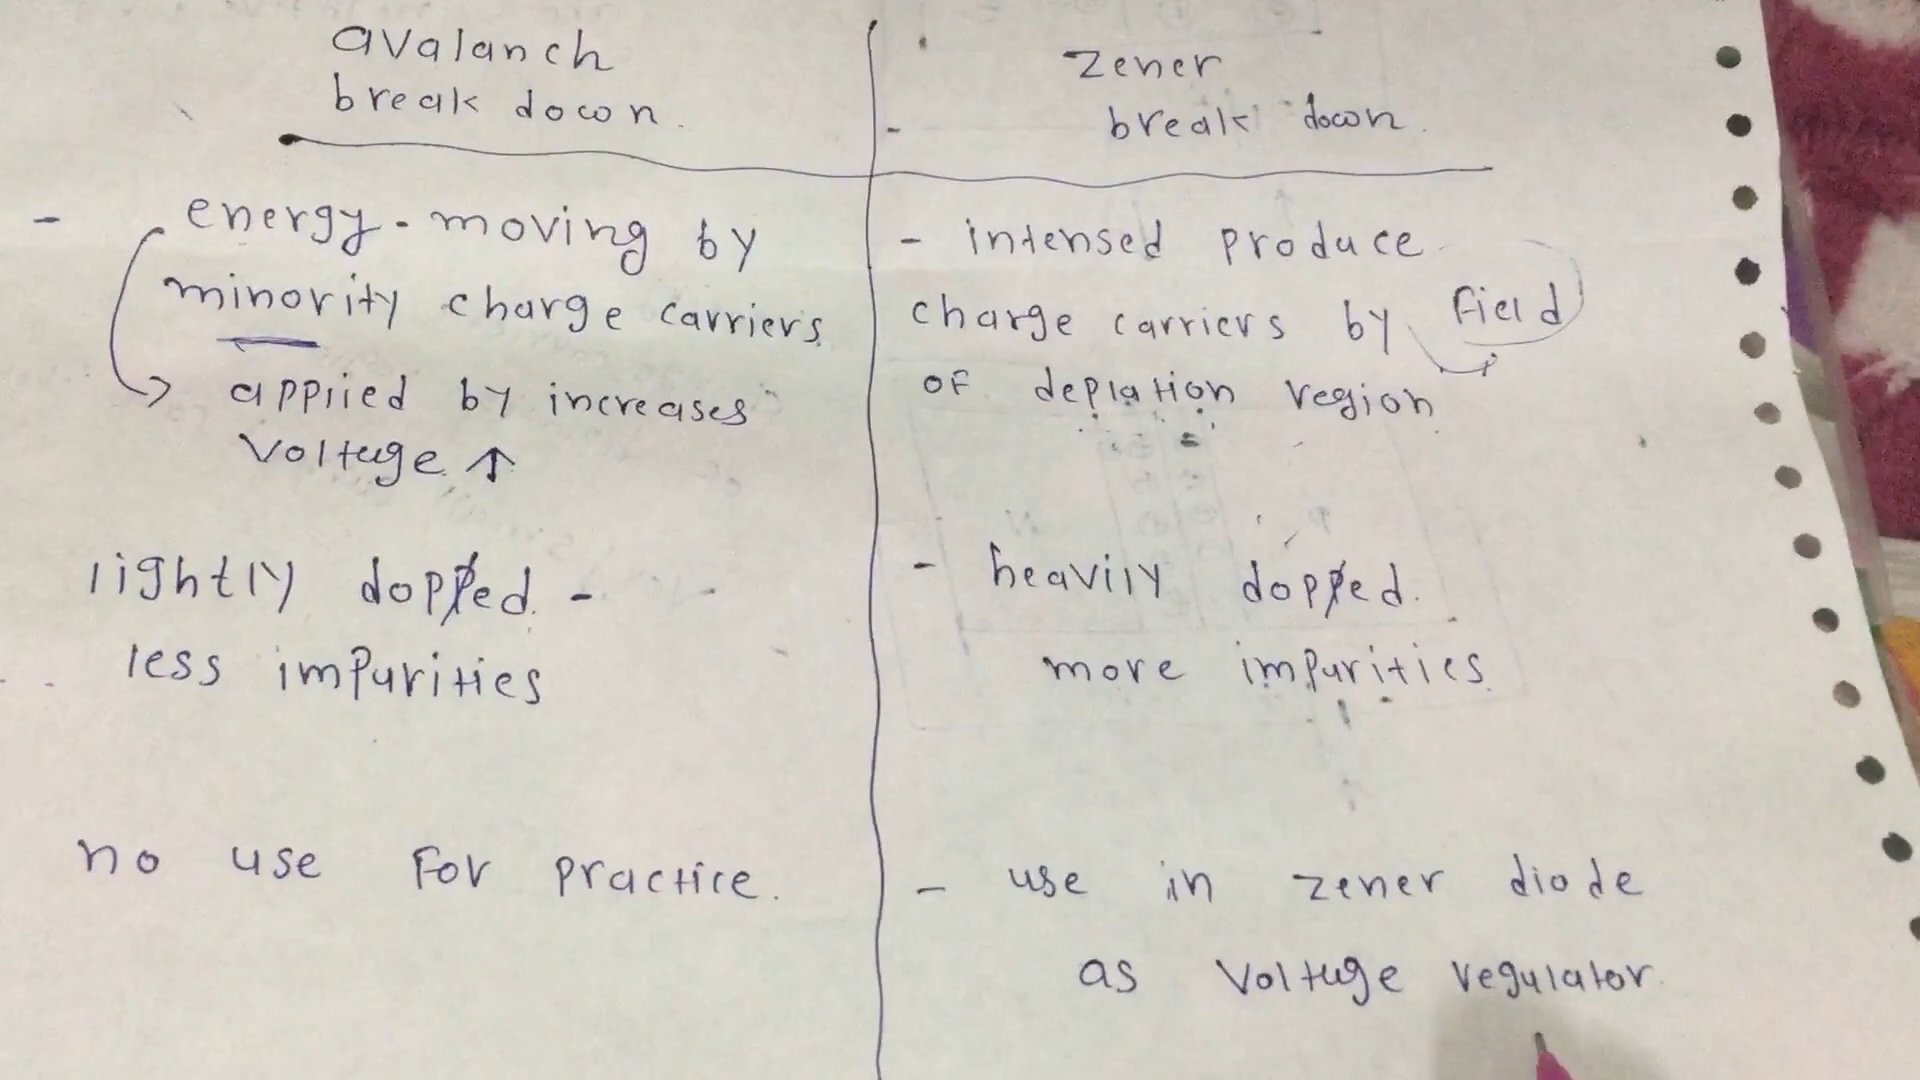 avalanch
break down.
- energy - moving by
minority charge carriers
applied by increases
voltage ↑
lightly dopped -
less impurities
no use for practice.
zener
break down.
- intensed produce
charge carriers by field
of deplation region
- heavily dopped.
more impurities
- use in zener diode
as voltage regulator.